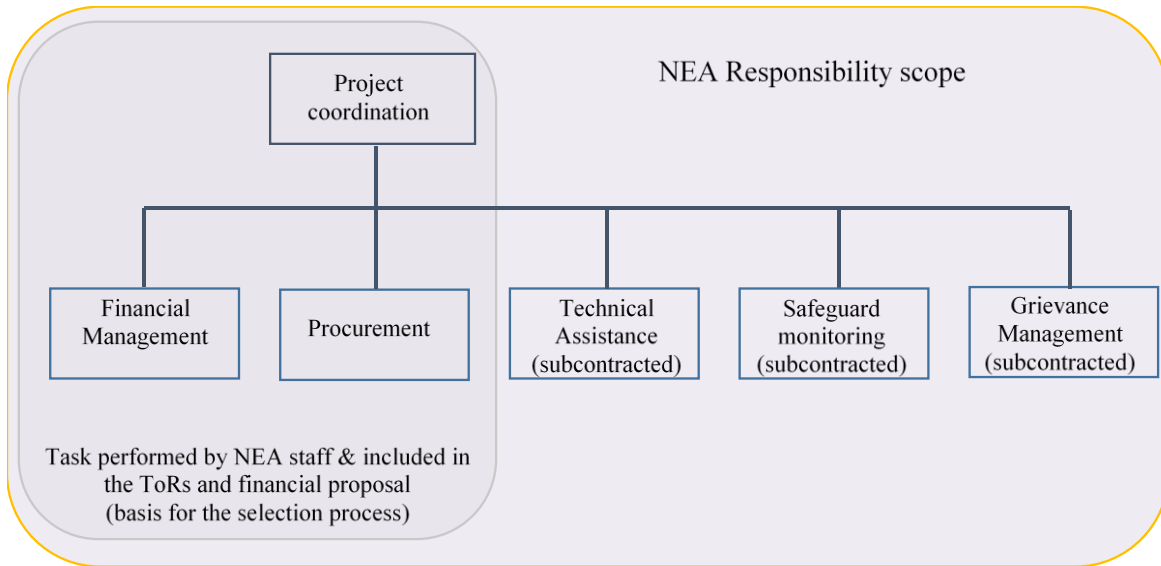 NEA Responsibility scope
Project
coordination
Financial
Management
Procurement
Technical
Assistance
(subcontracted)
Safeguard
monitoring
(subcontracted)
Grievance
Management
(subcontracted)
Task performed by NEA staff & included in
the ToRs and financial proposal
(basis for the selection process)